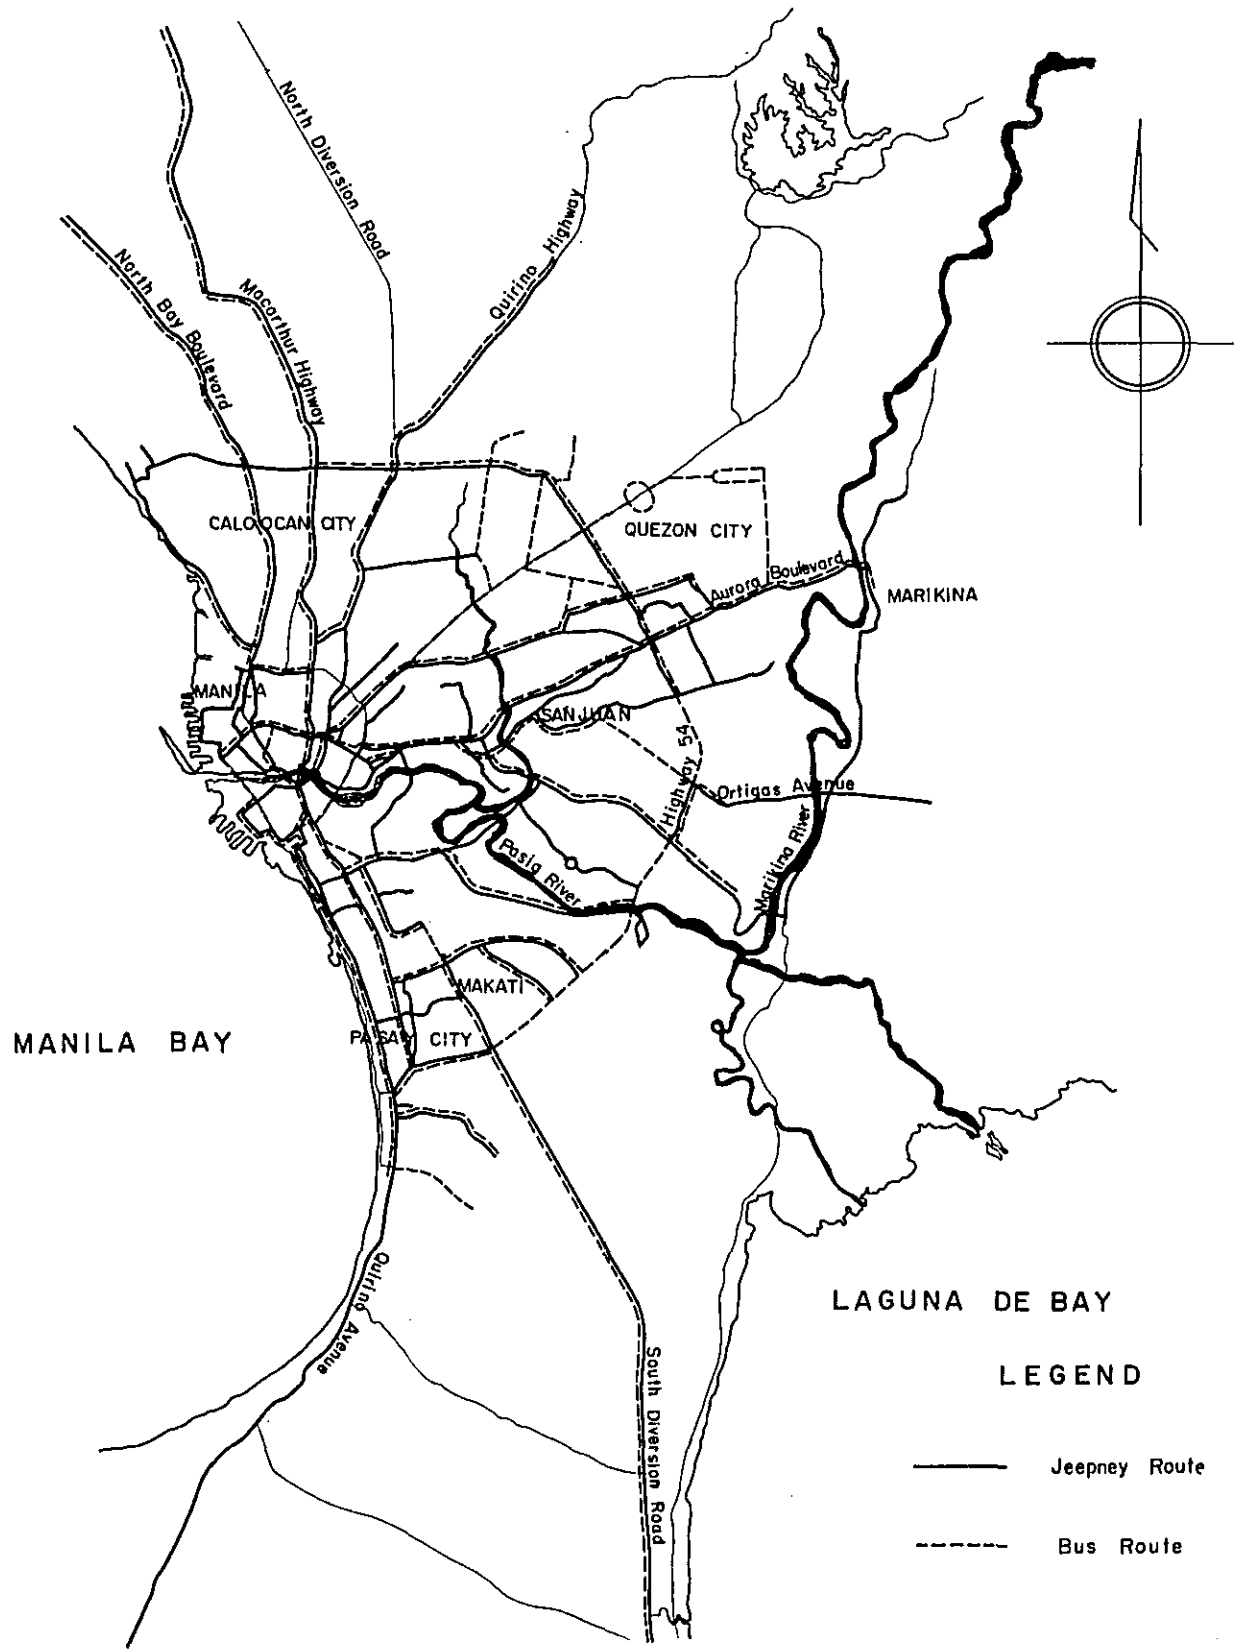 North Diversion Road
Quirino Highway
North Bay Boulevard
Macarthur Highway
CALOOCAN CITY
QUEZON CITY
Aurora Boulevard
MARIKINA
MANILA
SAN JUAN
Highway 54
Ortigas Avenue
Marikina River
Pasig River
MAKATI
MANILA BAY
PASAY CITY
Quirino Avenue
LAGUNA DE BAY
South Diversion Road
LEGEND
Jeepney Route
Bus Route